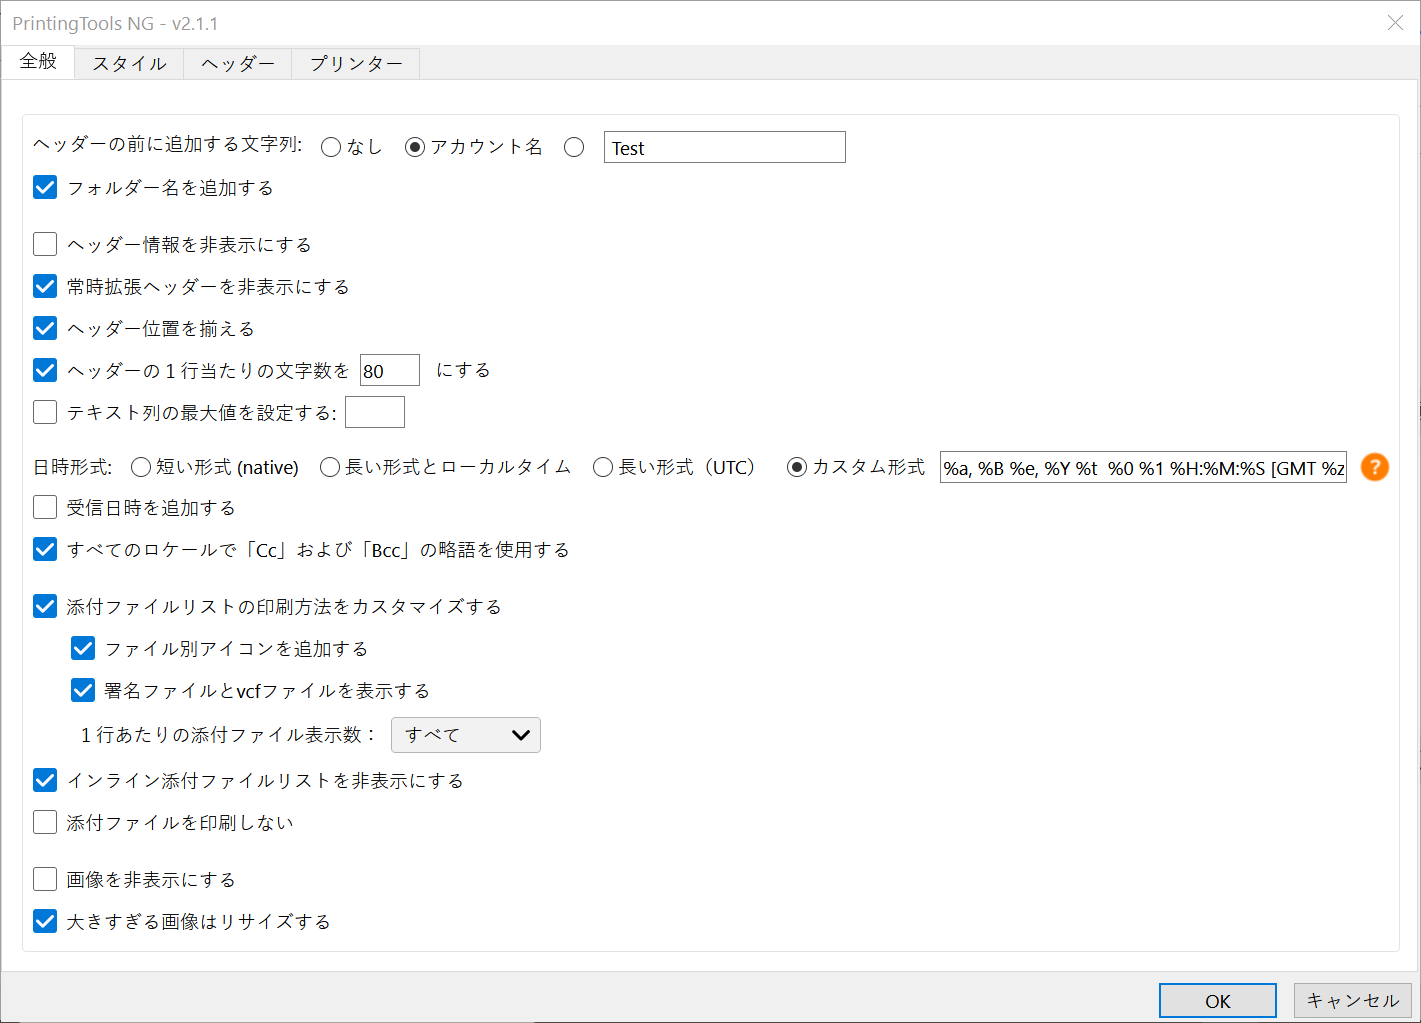 PrintingTools NG - v2.1.1
全般 スタイル ヘッダー プリンター
ヘッダーの前に追加する文字列: なし アカウント名 Test
フォルダー名を追加する
ヘッダー情報を非表示にする
常時拡張ヘッダーを非表示にする
ヘッダー位置を揃える
ヘッダーの１行当たりの文字数を 80 にする
テキスト列の最大値を設定する:
日時形式: 短い形式 (native) 長い形式とローカルタイム 長い形式（UTC） カスタム形式 %a, %B %e, %Y %t  %0 %1 %H:%M:%S [GMT %z ?
受信日時を追加する
すべてのロケールで「Cc」および「Bcc」の略語を使用する
添付ファイルリストの印刷方法をカスタマイズする
ファイル別アイコンを追加する
署名ファイルとvcfファイルを表示する
１行あたりの添付ファイル表示数： すべて
インライン添付ファイルリストを非表示にする
添付ファイルを印刷しない
画像を非表示にする
大きすぎる画像はリサイズする
OK キャンセル